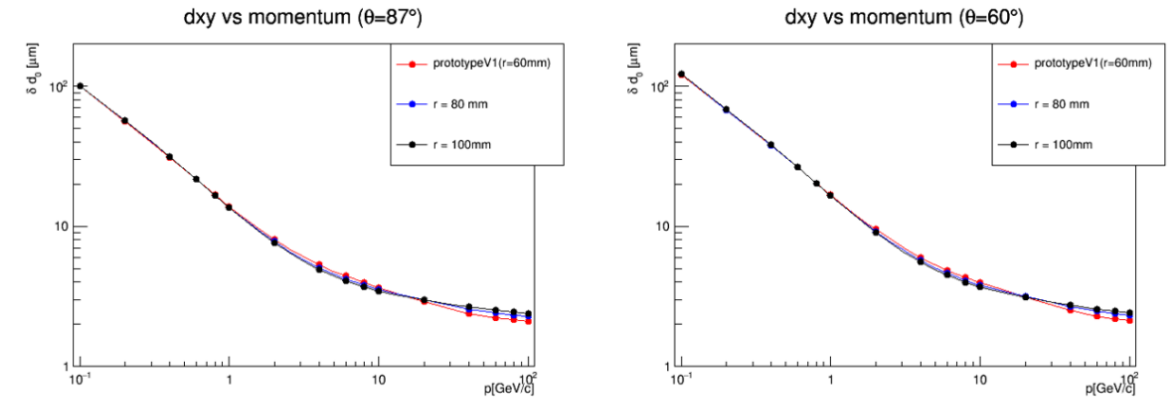 dxy vs momentum (θ=87°)
δ d₀ [μm]
prototypeV1(r=60mm)
r = 80 mm
r = 100mm
10²
10
1
10⁻¹
1
10
10²
p[GeV/c]
dxy vs momentum (θ=60°)
δ d₀ [μm]
prototypeV1(r=60mm)
r = 80 mm
r = 100mm
10²
10
1
10⁻¹
1
10
10²
p[GeV/c]